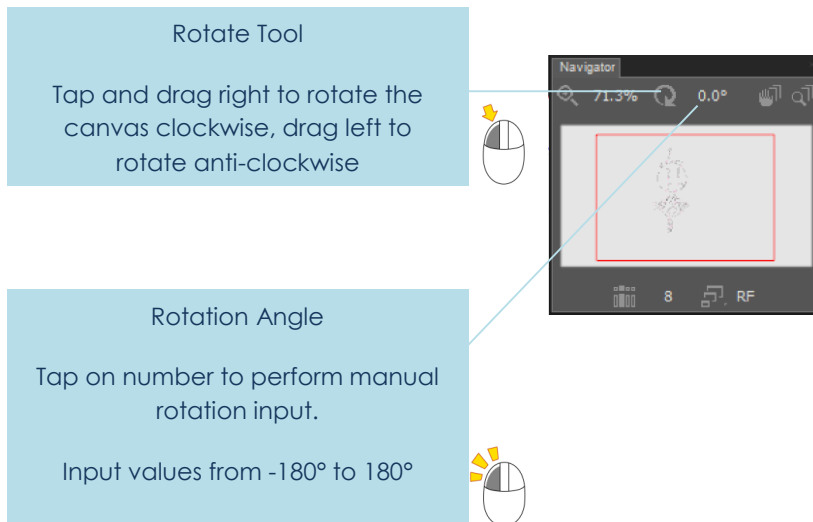 Rotate Tool
Tap and drag right to rotate the
canvas clockwise, drag left to
rotate anti-clockwise
Navigator
71.3% 0.0°
8 RF
Rotation Angle
Tap on number to perform manual
rotation input.
Input values from -180° to 180°